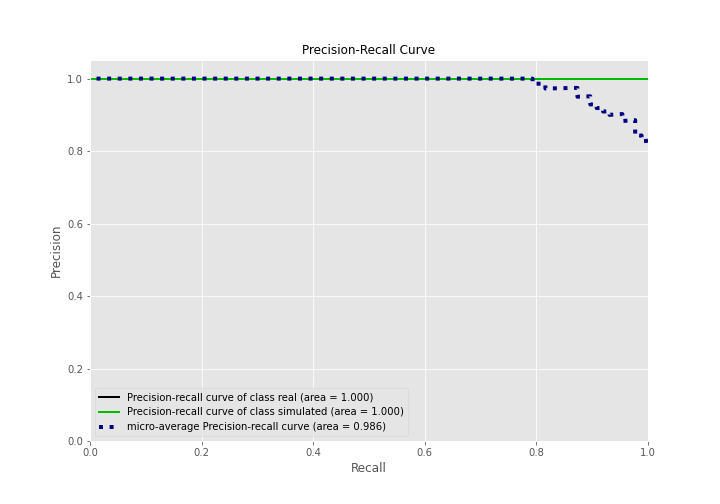 Precision-Recall Curve
1.0
0.8
0.6
0.4
0.2
0.0
Precision
Precision-recall curve of class real (area = 1.000)
Precision-recall curve of class simulated (area = 1.000)
micro-average Precision-recall curve (area = 0.986)
0.0 0.2 0.4 0.6 0.8 1.0
Recall